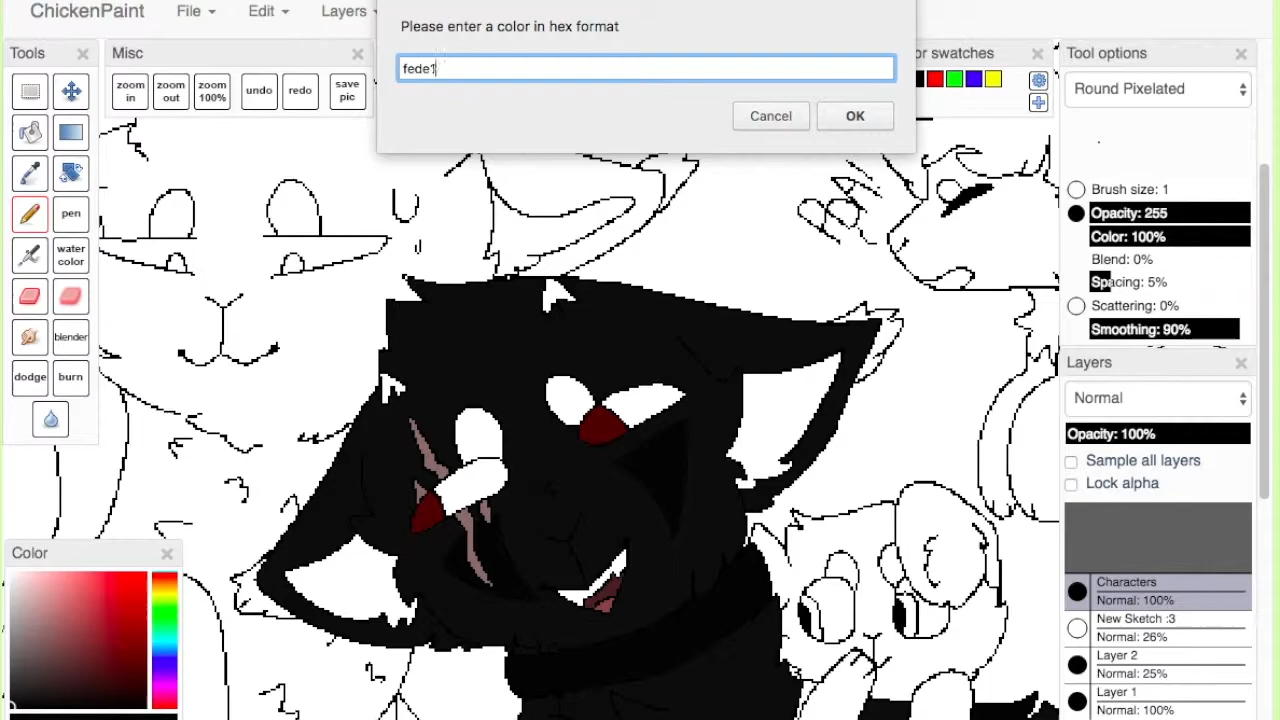 ChickenPaint
File
Edit
Layers
Please enter a color in hex format
fede1
Cancel
OK
Tools
Misc
zoom
in
zoom
out
zoom
100%
undo
redo
save
pic
or swatches
Tool options
Round Pixelated
pen
water
color
blender
dodge
burn
Brush size: 1
Opacity: 255
Color: 100%
Blend: 0%
Spacing: 5%
Scattering: 0%
Smoothing: 90%
Layers
Normal
Opacity: 100%
Sample all layers
Lock alpha
Characters
Normal: 100%
New Sketch :3
Normal: 26%
Layer 2
Normal: 25%
Layer 1
Normal: 100%
Color